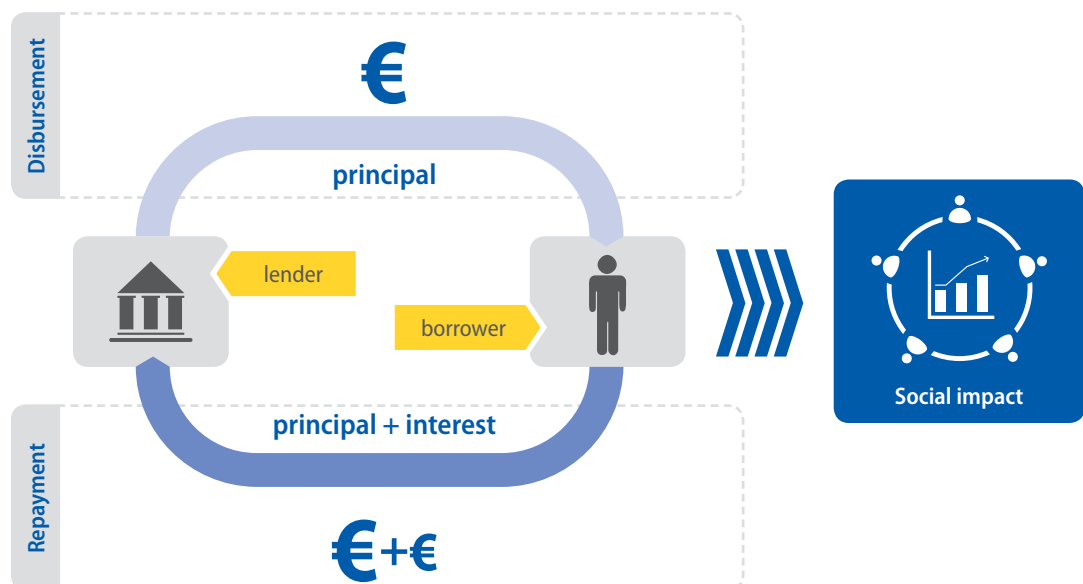 Disbursement
€
principal
lender
borrower
Social impact
principal + interest
Repayment
€+€